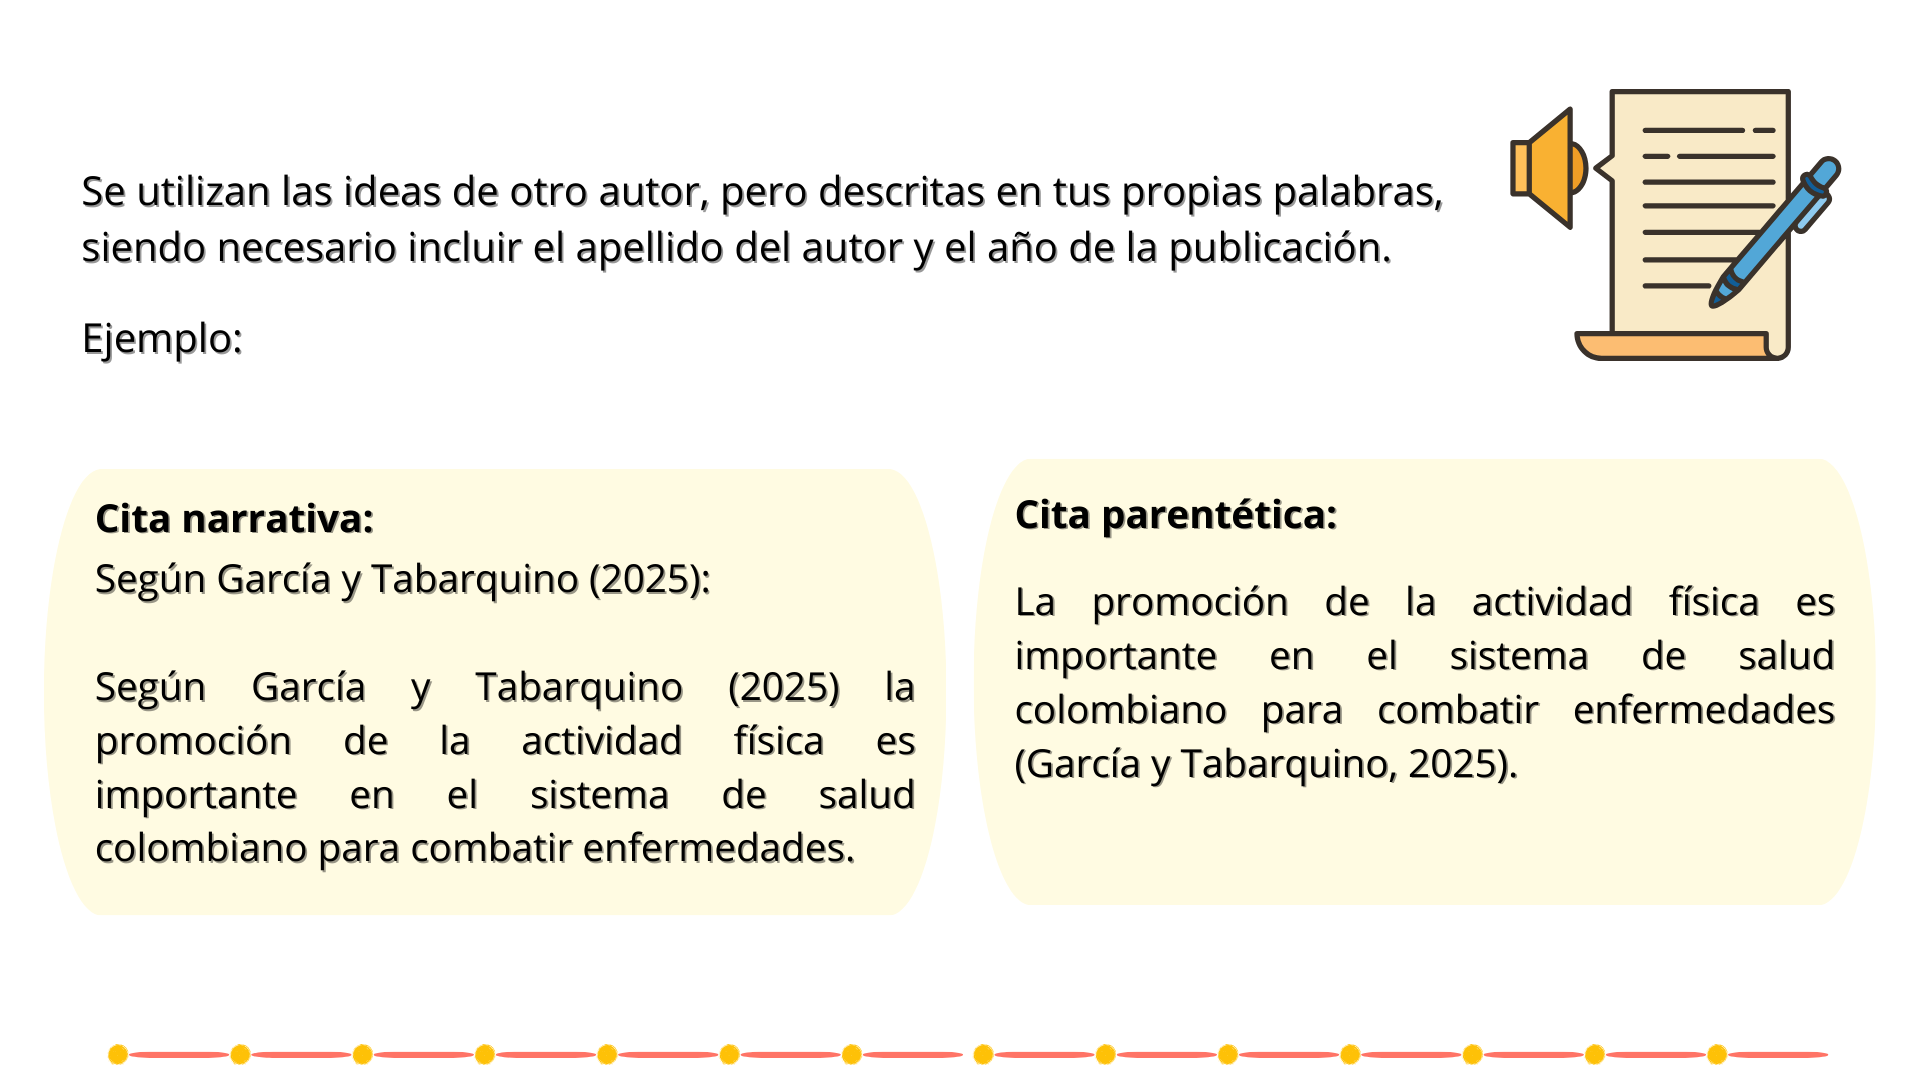 Se utilizan las ideas de otro autor, pero descritas en tus propias palabras,
siendo necesario incluir el apellido del autor y el año de la publicación.
Ejemplo:
Cita narrativa:
Según García y Tabarquino (2025):
Según García y Tabarquino (2025) la
promoción de la actividad física es
importante en el sistema de salud
colombiano para combatir enfermedades.
Cita parentética:
La promoción de la actividad física es
importante en el sistema de salud
colombiano para combatir enfermedades
(García y Tabarquino, 2025).